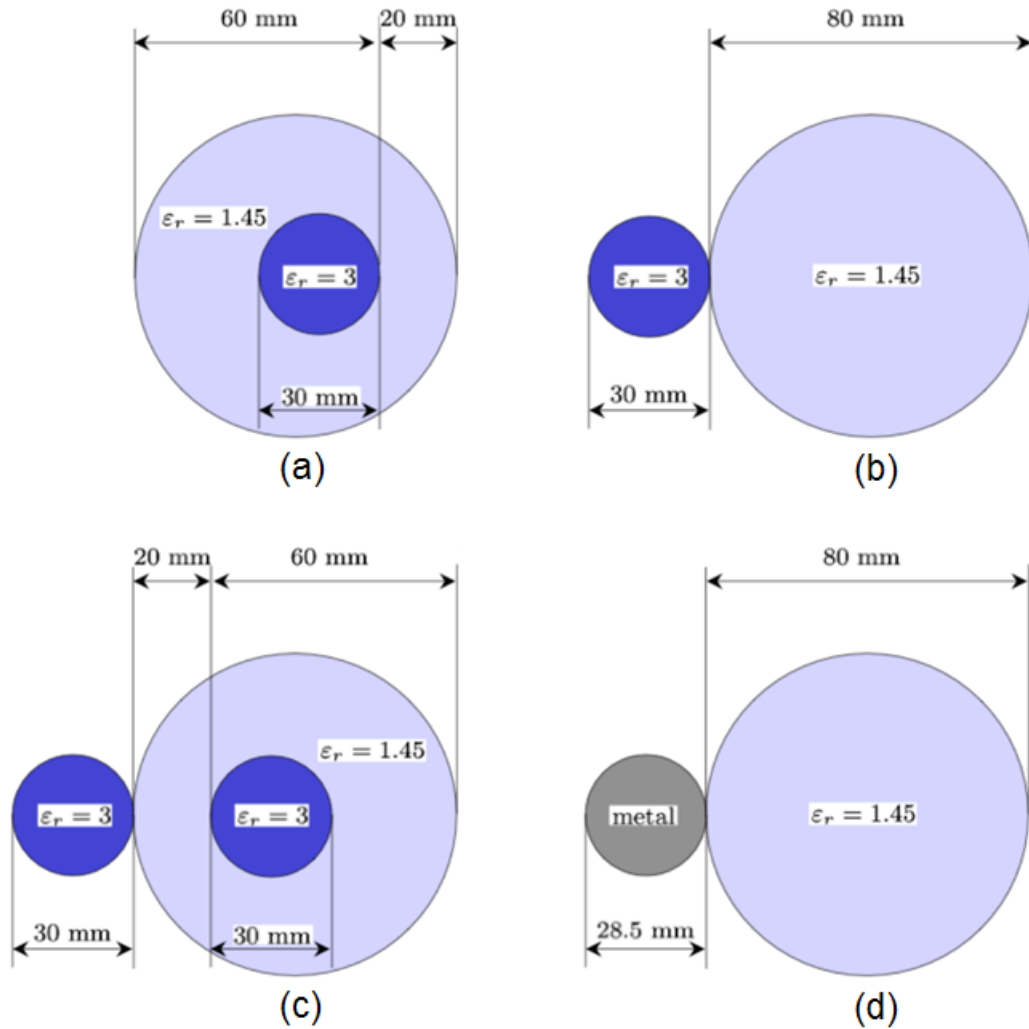 60 mm
20 mm
εᵣ = 1.45
εᵣ = 3
30 mm
(a)
80 mm
εᵣ = 3
εᵣ = 1.45
30 mm
(b)
20 mm
60 mm
εᵣ = 1.45
εᵣ = 3
εᵣ = 3
30 mm
30 mm
(c)
80 mm
metal
εᵣ = 1.45
28.5 mm
(d)